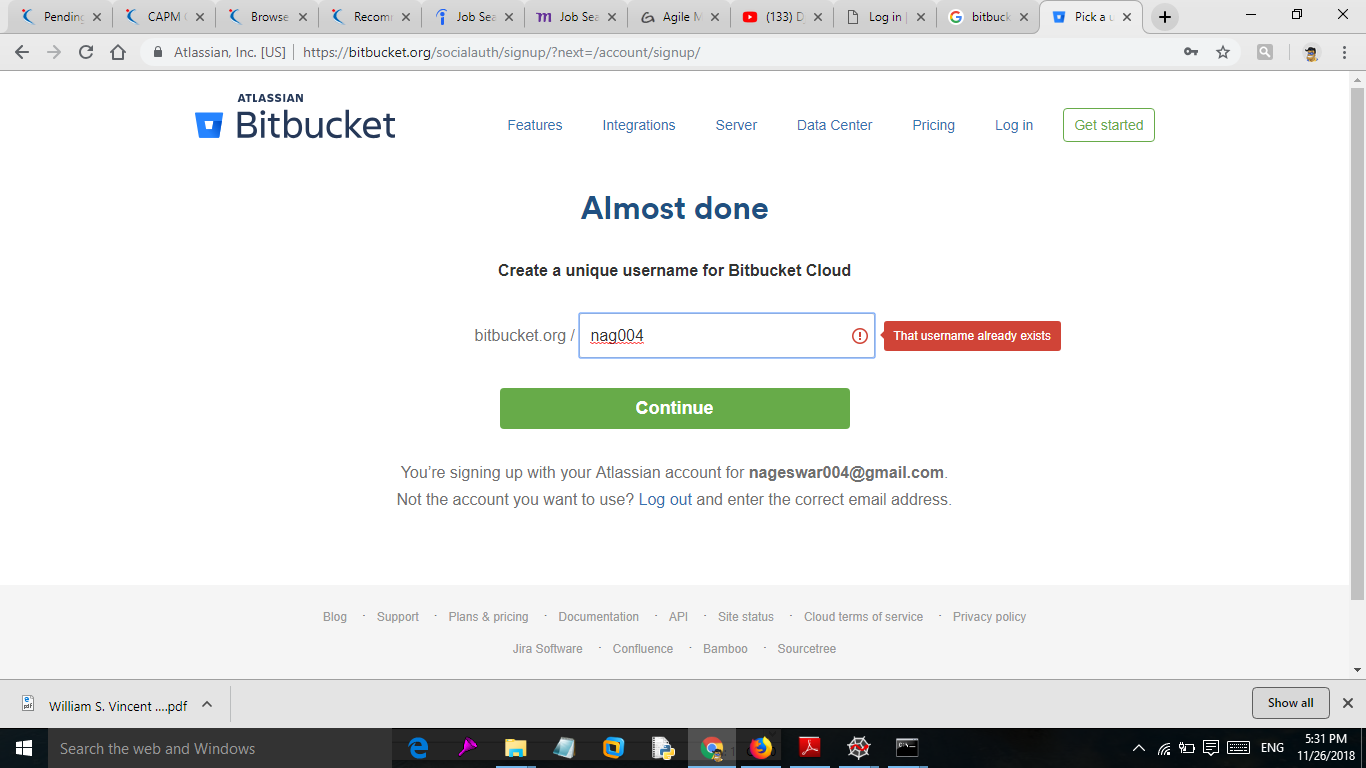 Pending
CAPM C
Browse
Recom
Job Sea
Job Sea
Agile M
(133) D
Log in |
bitbuck
Pick a u
Atlassian, Inc. [US] | https://bitbucket.org/socialauth/signup/?next=/account/signup/
ATLASSIAN
Bitbucket
Features Integrations Server Data Center Pricing Log in Get started
Almost done
Create a unique username for Bitbucket Cloud
bitbucket.org / nag004 That username already exists
Continue
You’re signing up with your Atlassian account for nageswar004@gmail.com.
Not the account you want to use? Log out and enter the correct email address.
Blog · Support · Plans & pricing · Documentation · API · Site status · Cloud terms of service · Privacy policy
Jira Software · Confluence · Bamboo · Sourcetree
William S. Vincent ....pdf Show all
Search the web and Windows
ENG
5:31 PM
11/26/2018